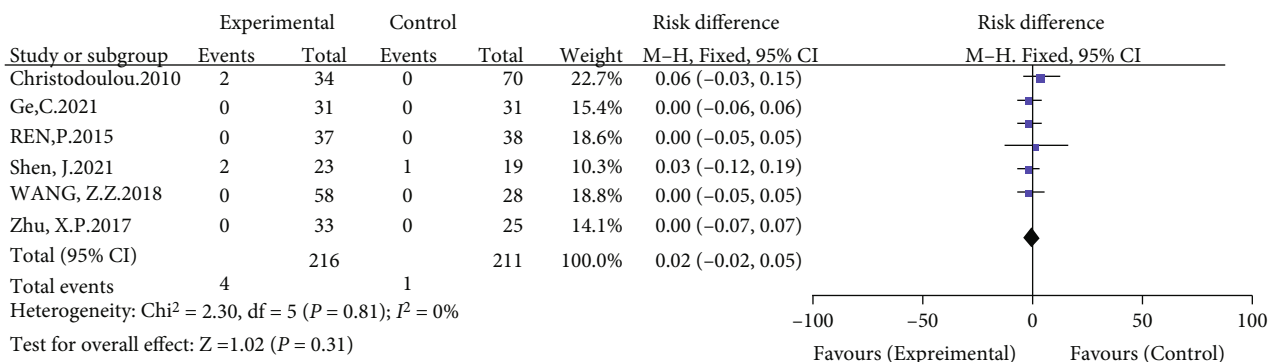 Experimental Control Risk difference Risk difference
Study or subgroup Events Total Events Total Weight M–H, Fixed, 95% CI M–H. Fixed, 95% CI
Christodoulou.2010 2 34 0 70 22.7% 0.06 (–0.03, 0.15)
Ge,C.2021 0 31 0 31 15.4% 0.00 (–0.06, 0.06)
REN,P.2015 0 37 0 38 18.6% 0.00 (–0.05, 0.05)
Shen, J.2021 2 23 1 19 10.3% 0.03 (–0.12, 0.19)
WANG, Z.Z.2018 0 58 0 28 18.8% 0.00 (–0.05, 0.05)
Zhu, X.P.2017 0 33 0 25 14.1% 0.00 (–0.07, 0.07)
Total (95% CI) 216 211 100.0% 0.02 (–0.02, 0.05)
Total events 4 1
Heterogeneity: Chi² = 2.30, df = 5 (P = 0.81); I² = 0%
Test for overall effect: Z =1.02 (P = 0.31)
–100 –50 0 50 100
Favours (Expreimental) Favours (Control)